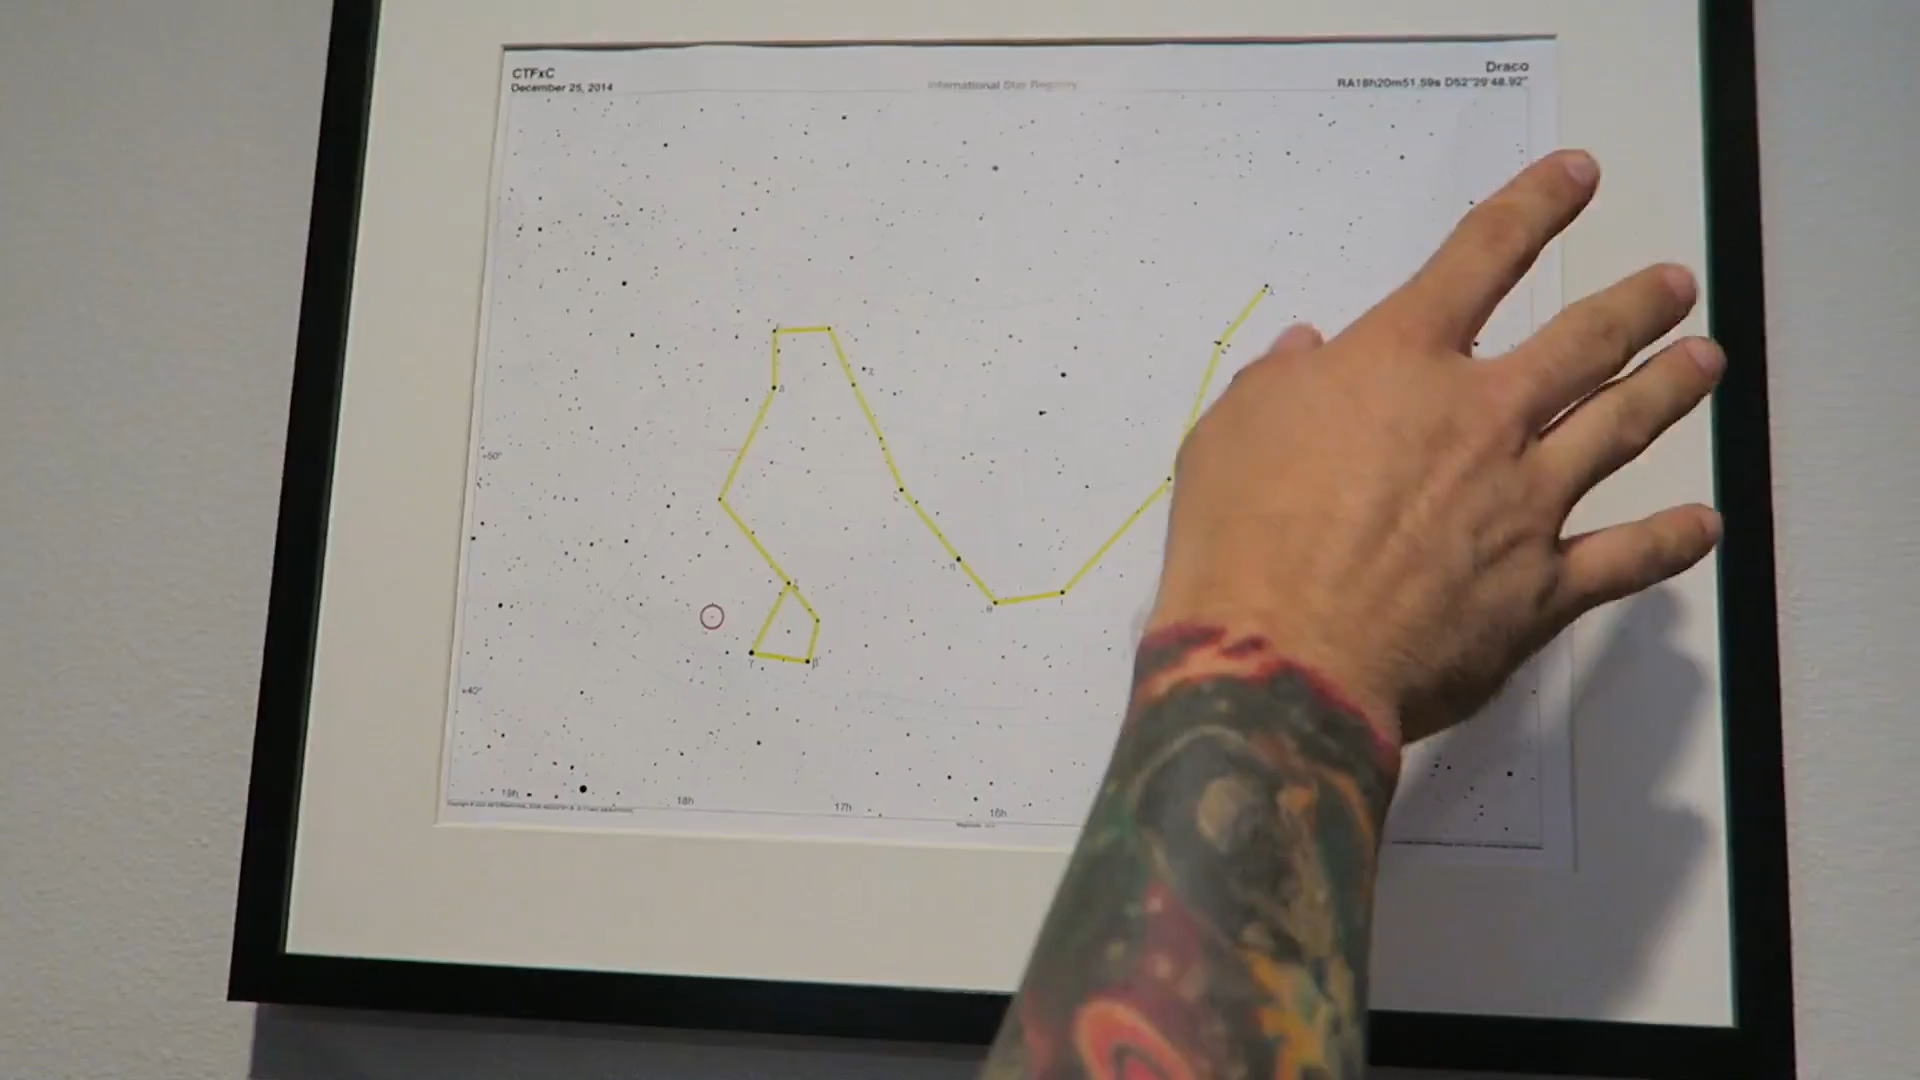 CTFxC
December 25, 2014
International Star Registry
Draco
RA18h20m51.59s D52°29'48.92"
+50°
+40°
19h
18h
17h
16h